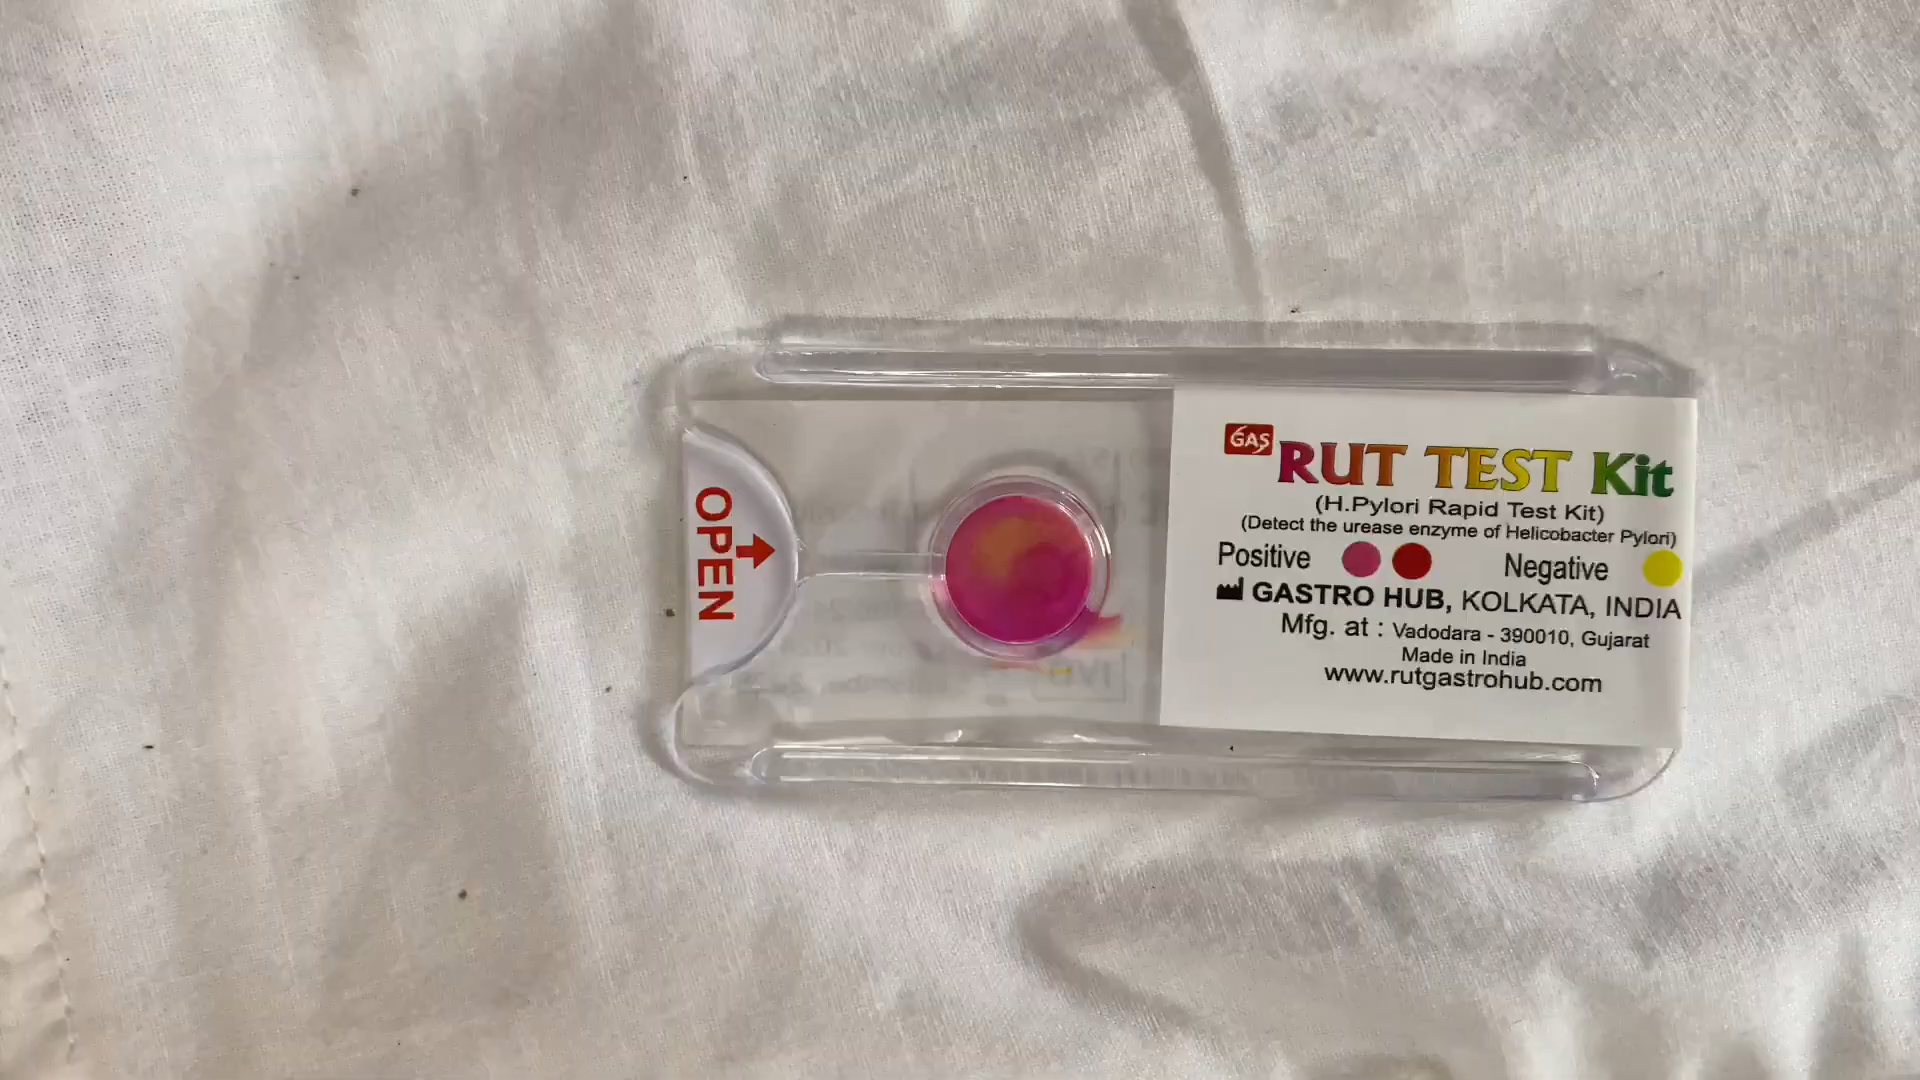 OPEN
GAS RUT TEST Kit
(H.Pylori Rapid Test Kit)
(Detect the urease enzyme of Helicobacter Pylori)
Positive Negative
GASTRO HUB, KOLKATA, INDIA
Mfg. at : Vadodara - 390010, Gujarat
Made in India
www.rutgastrohub.com